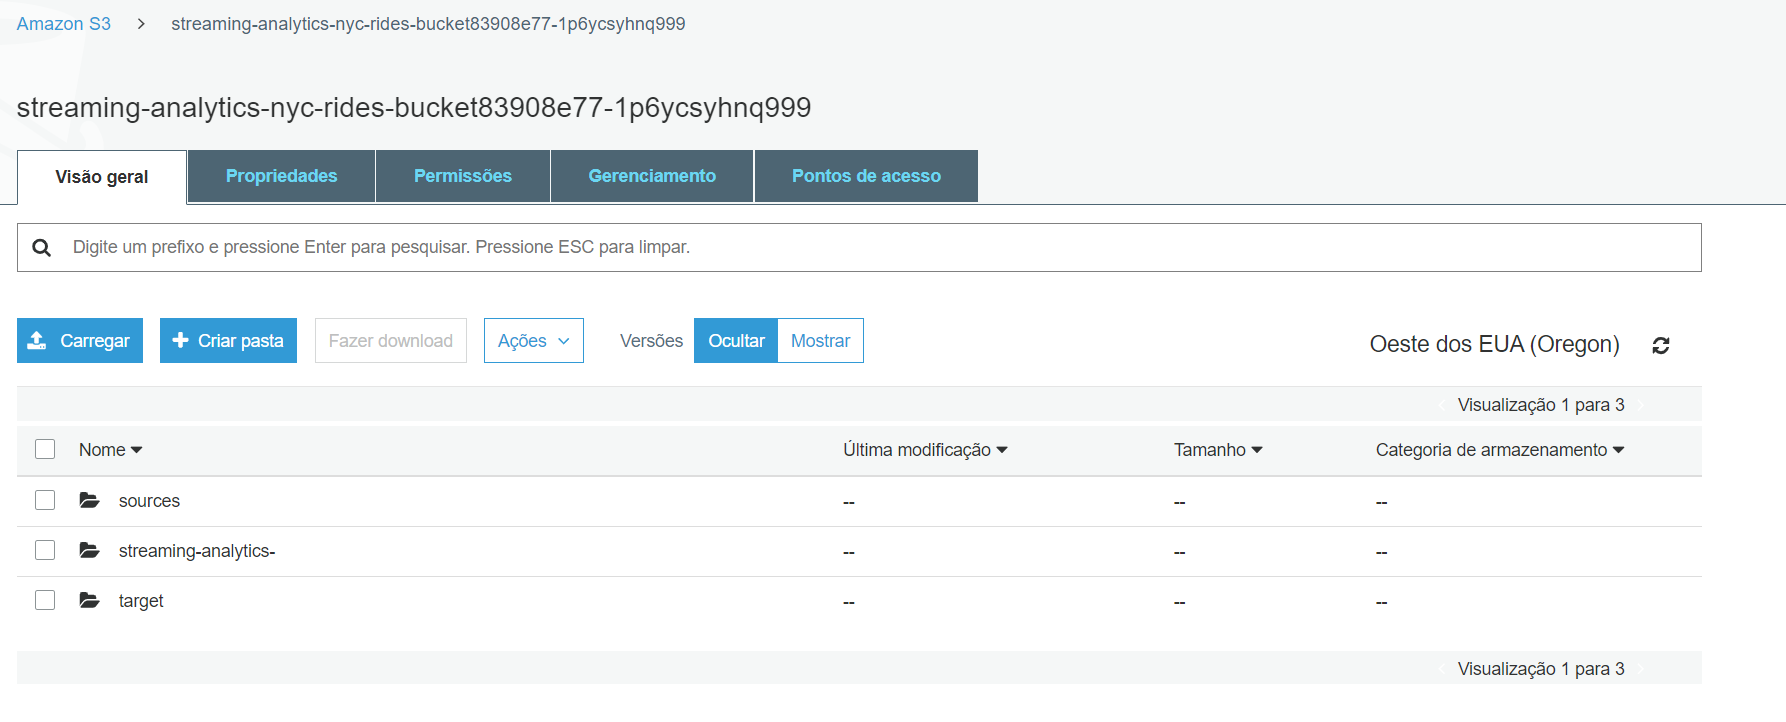 Amazon S3 > streaming-analytics-nyc-rides-bucket83908e77-1p6ycsyhnq999
streaming-analytics-nyc-rides-bucket83908e77-1p6ycsyhnq999
Visão geral Propriedades Permissões Gerenciamento Pontos de acesso
Digite um prefixo e pressione Enter para pesquisar. Pressione ESC para limpar.
Carregar Criar pasta Fazer download Ações Versões Ocultar Mostrar Oeste dos EUA (Oregon)
Visualização 1 para 3
Nome Última modificação Tamanho Categoria de armazenamento
sources -- -- --
streaming-analytics- -- -- --
target -- -- --
Visualização 1 para 3